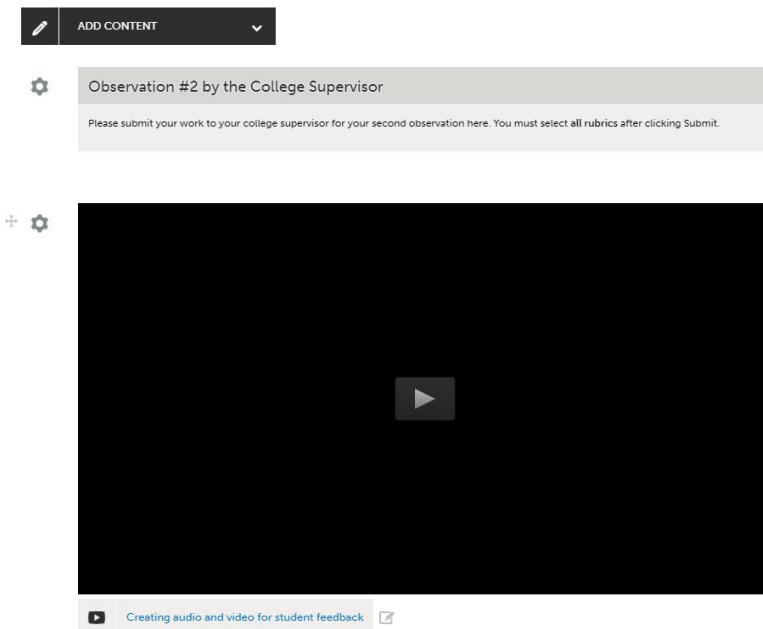 ADD CONTENT
Observation #2 by the College Supervisor
Please submit your work to your college supervisor for your second observation here. You must select all rubrics after clicking Submit.
Creating audio and video for student feedback